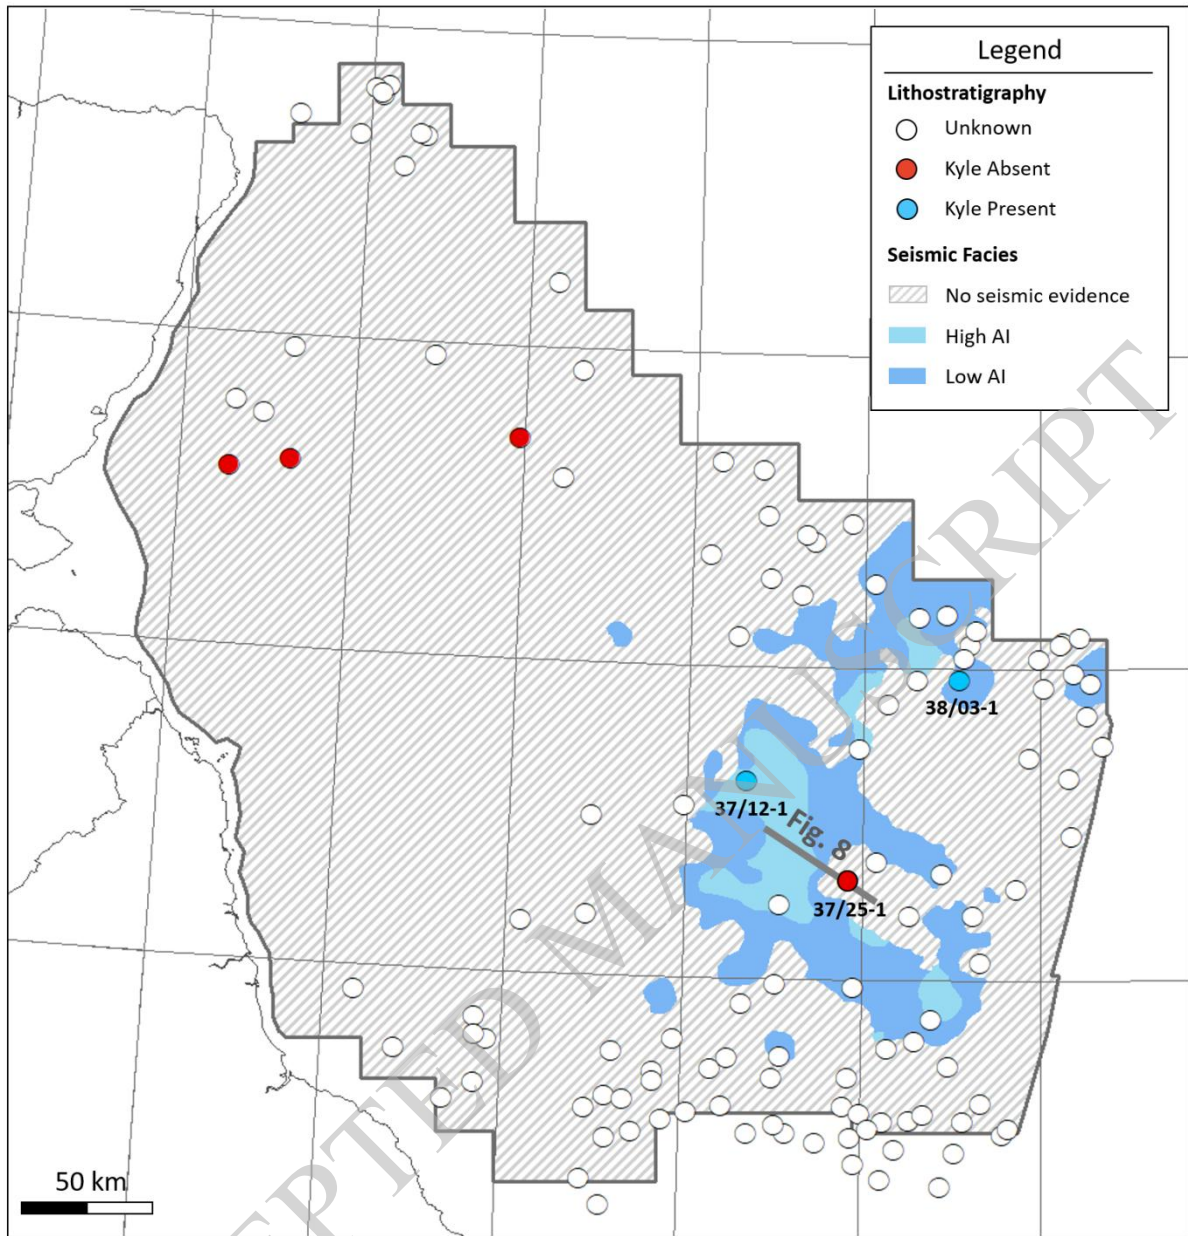 Legend
Lithostratigraphy
Unknown
Kyle Absent
Kyle Present
Seismic Facies
No seismic evidence
High AI
Low AI
38/03-1
37/12-1
Fig. 8
37/25-1
50 km
EPTED MANUSCRIPT